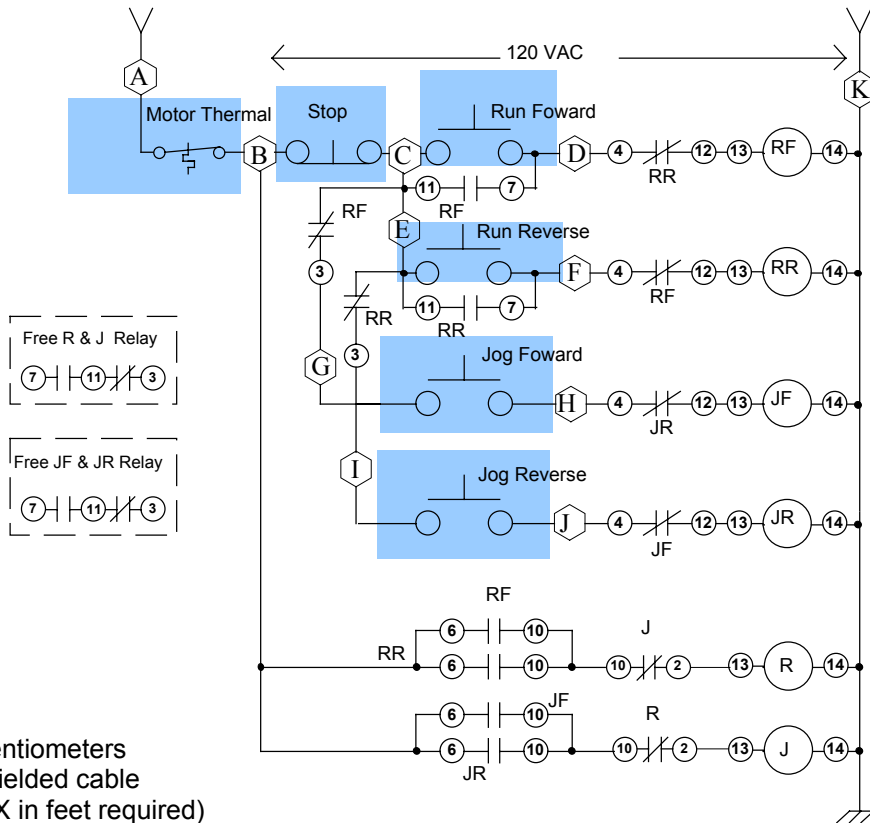 120 VAC
A
K
Motor Thermal Stop Run Foward
B C D 4 12 13 RF 14
RR
11 7
RF RF
E Run Reverse
3 F 4 12 13 RR 14
RF
11 7
RR RR
3
Free R & J Relay
7 11 3
G Jog Foward
H 4 12 13 JF 14
JR
Free JF & JR Relay
7 11 3
I Jog Reverse
J 4 12 13 JR 14
JF
RF
6 10 J
RR 6 10 10 2 13 R 14
6 10 JF R
6 10 10 2 13 J 14
JR
entiometers
ielded cable
X in feet required)